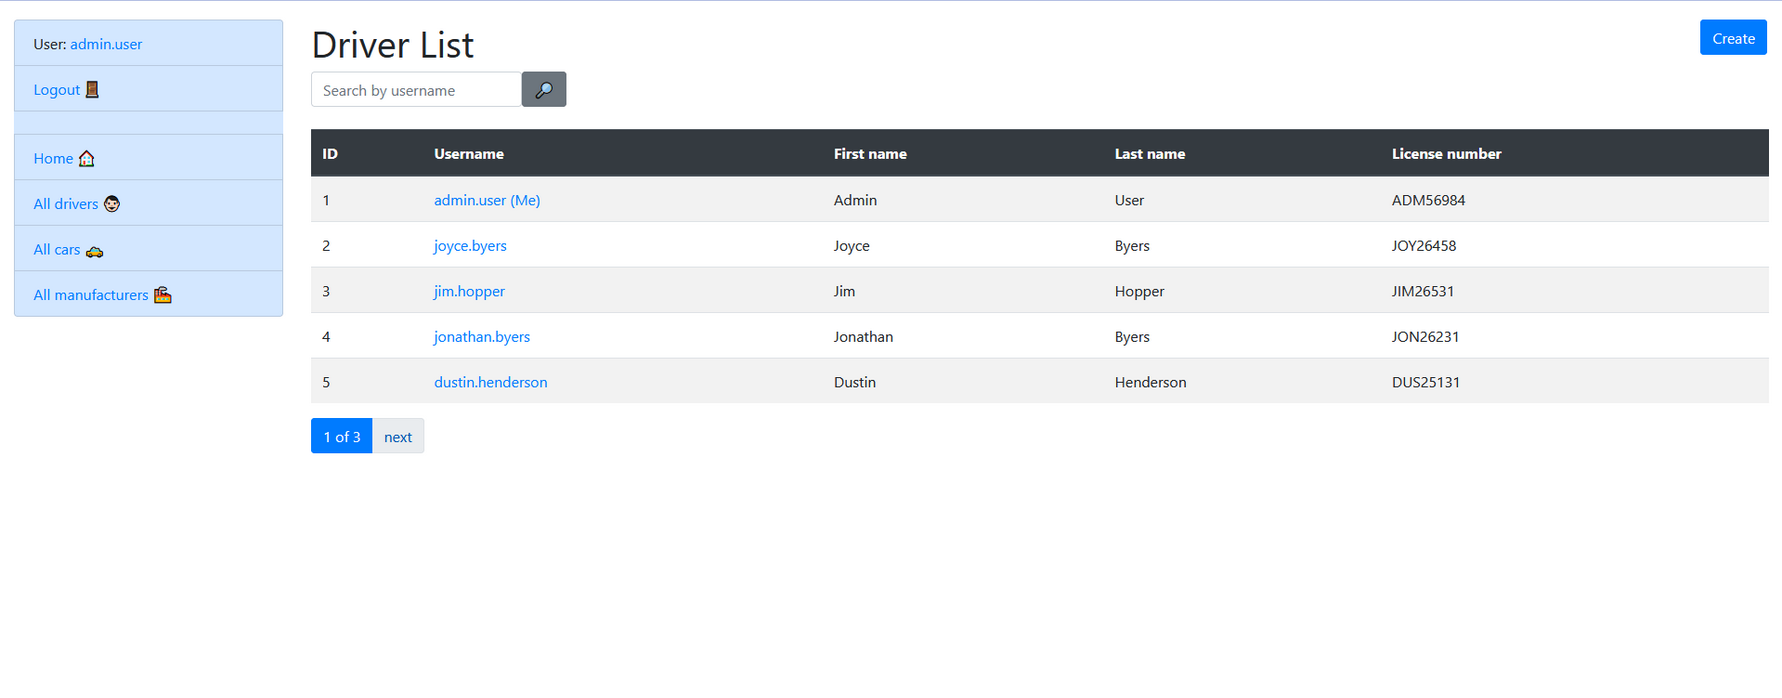 User: admin.user
Logout
Home
All drivers
All cars
All manufacturers
Driver List
Create
Search by username
ID Username First name Last name License number
1 admin.user (Me) Admin User ADM56984
2 joyce.byers Joyce Byers JOY26458
3 jim.hopper Jim Hopper JIM26531
4 jonathan.byers Jonathan Byers JON26231
5 dustin.henderson Dustin Henderson DUS25131
1 of 3 next